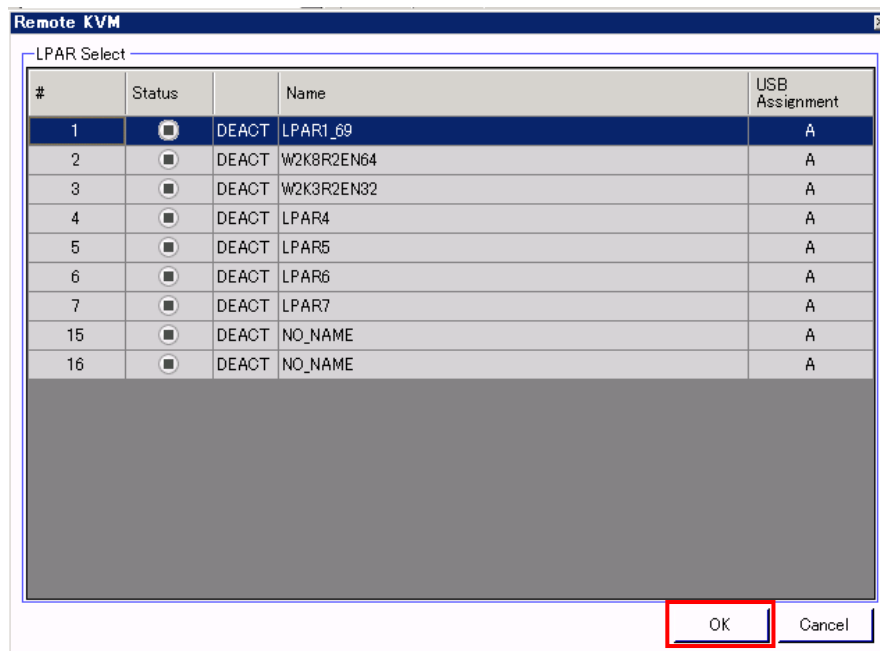 Remote KVM
LPAR Select
# Status Name USB Assignment
1 DEACT LPAR1_69 A
2 DEACT W2K8R2EN64 A
3 DEACT W2K3R2EN32 A
4 DEACT LPAR4 A
5 DEACT LPAR5 A
6 DEACT LPAR6 A
7 DEACT LPAR7 A
15 DEACT NO_NAME A
16 DEACT NO_NAME A
OK Cancel